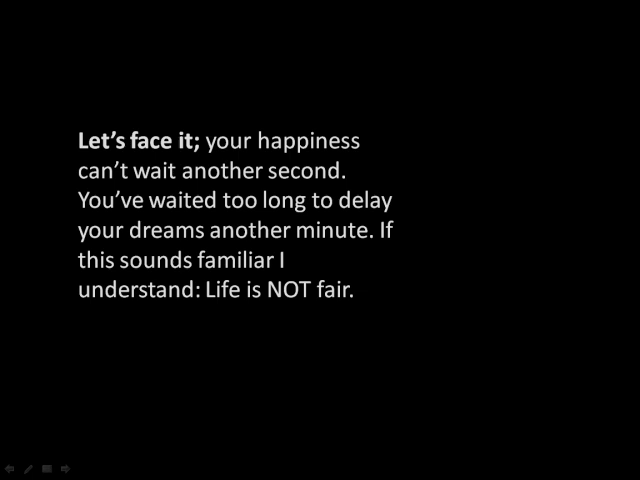 Let’s face it; your happiness
can’t wait another second.
You’ve waited too long to delay
your dreams another minute. If
this sounds familiar I
understand: Life is NOT fair.